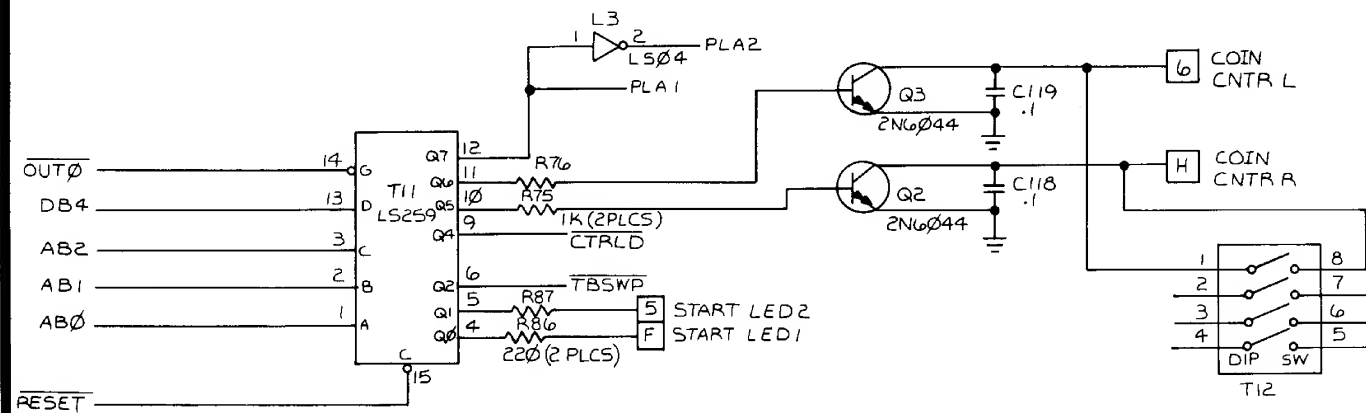 L3
1
2
LSØ4
PLA2
PLA1
6
COIN
CNTR L
Q3
2N6Ø44
C119
.1
H
COIN
CNTR R
Q2
2N6Ø44
C118
.1
OUTØ
14
G
DB4
13
D
AB2
3
C
AB1
2
B
ABØ
1
A
RESET
C
15
T11
LS259
Q7
12
Q6
11
R76
Q5
1Ø
R75
1K (2PLCS)
Q4
9
CTRLD
Q2
6
TBSWP
Q1
5
R87
5
START LED2
QØ
4
R86
F
START LED1
22Ø (2 PLCS)
1
8
2
7
3
6
4
5
DIP
SW
T12